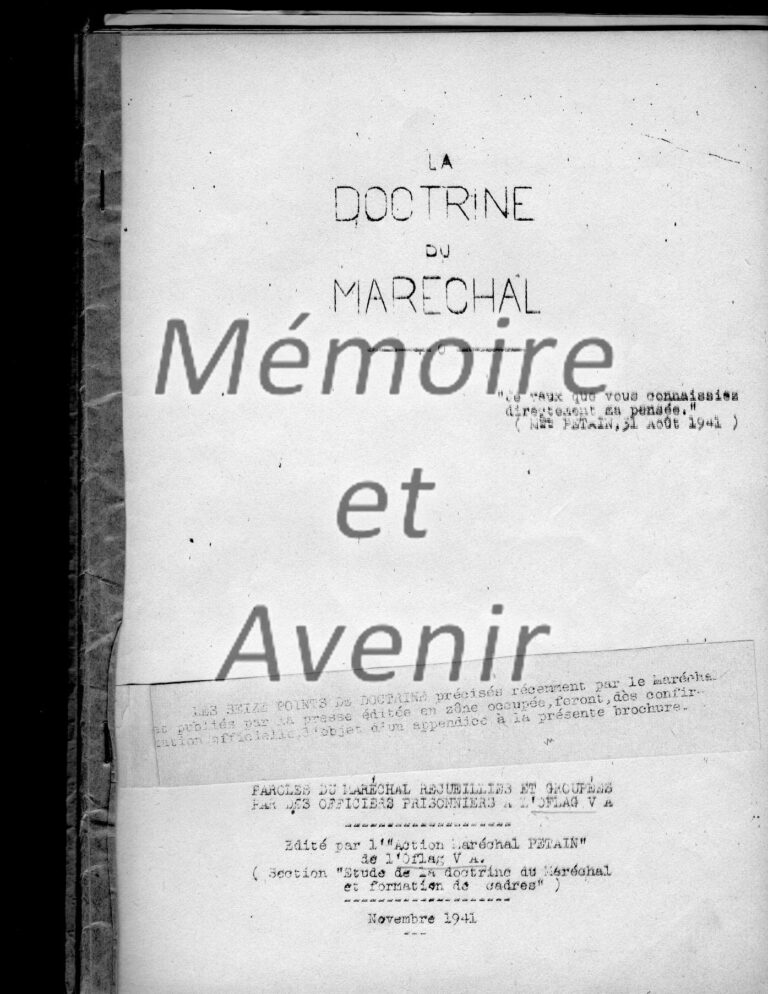 LA
DOCTRINE
DU
MARECHAL
Mémoire
"Je veux que vous connaissiez
directement ma pensée."
( Mal PETAIN, 31 Août 1941 )
et
Avenir
LES SEIZE POINTS DE DOCTRINE précisés récemment par le Maréchal
et publiés par la presse éditée en zône occupée, feront, dès confir-
mation officielle, l'objet d'un appendice à la présente brochure.
PAROLES DU MARÉCHAL RECUEILLIES ET GROUPÉES
PAR DES OFFICIERS PRISONNIERS A L'OFLAG V A
Edité par l'"Action Maréchal PETAIN"
de l'Oflag V A.
( Section "Etude de la doctrine du Maréchal
et formation de cadres" )
Novembre 1941